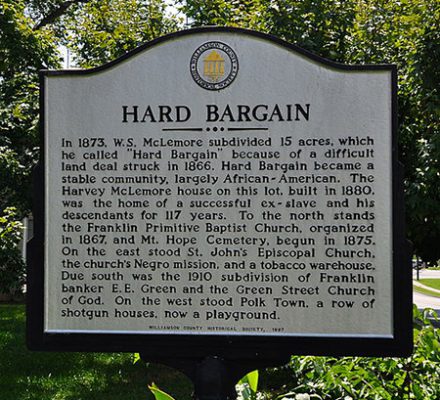 HARD BARGAIN
In 1873, W.S. McLemore subdivided 15 acres, which
he called "Hard Bargain" because of a difficult
land deal struck in 1866. Hard Bargain became a
stable community, largely African-American. The
Harvey McLemore house on this lot, built in 1880,
was the home of a successful ex-slave and his
descendants for 117 years. To the north stands
the Franklin Primitive Baptist Church, organized
in 1867, and Mt. Hope Cemetery, begun in 1875.
On the east stood St. John's Episcopal Church,
the church's Negro mission, and a tobacco warehouse.
Due south was the 1910 subdivision of Franklin
banker E.E. Green and the Green Street Church
of God. On the west stood Polk Town, a row of
shotgun houses, now a playground.
WILLIAMSON COUNTY HISTORICAL SOCIETY, 1997